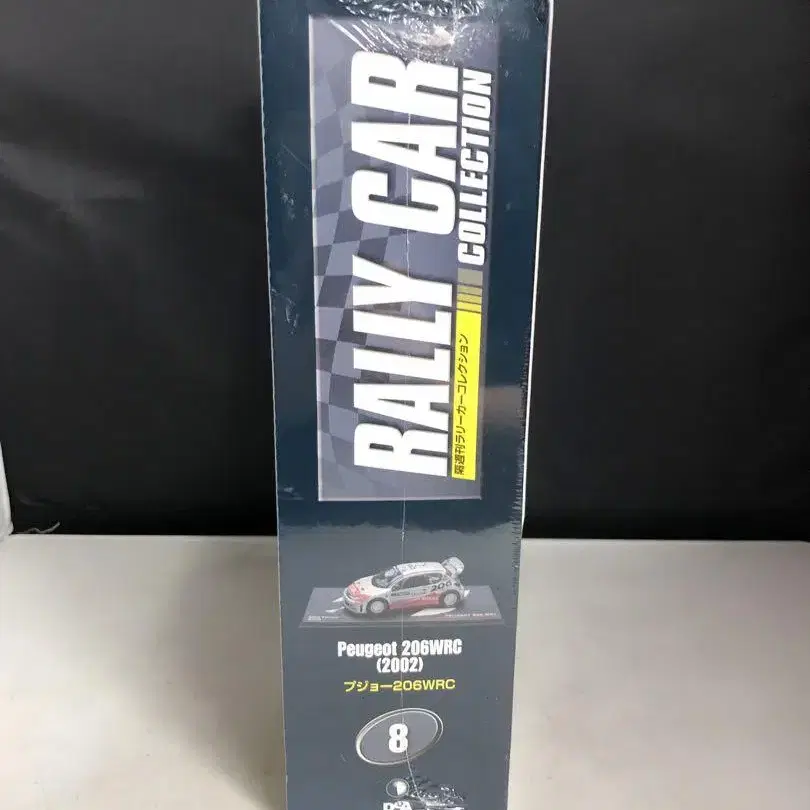 RALLY CAR
COLLECTION
隔週刊ラリーカーコレクション
Peugeot 206WRC
(2002)
プジョー206WRC
8